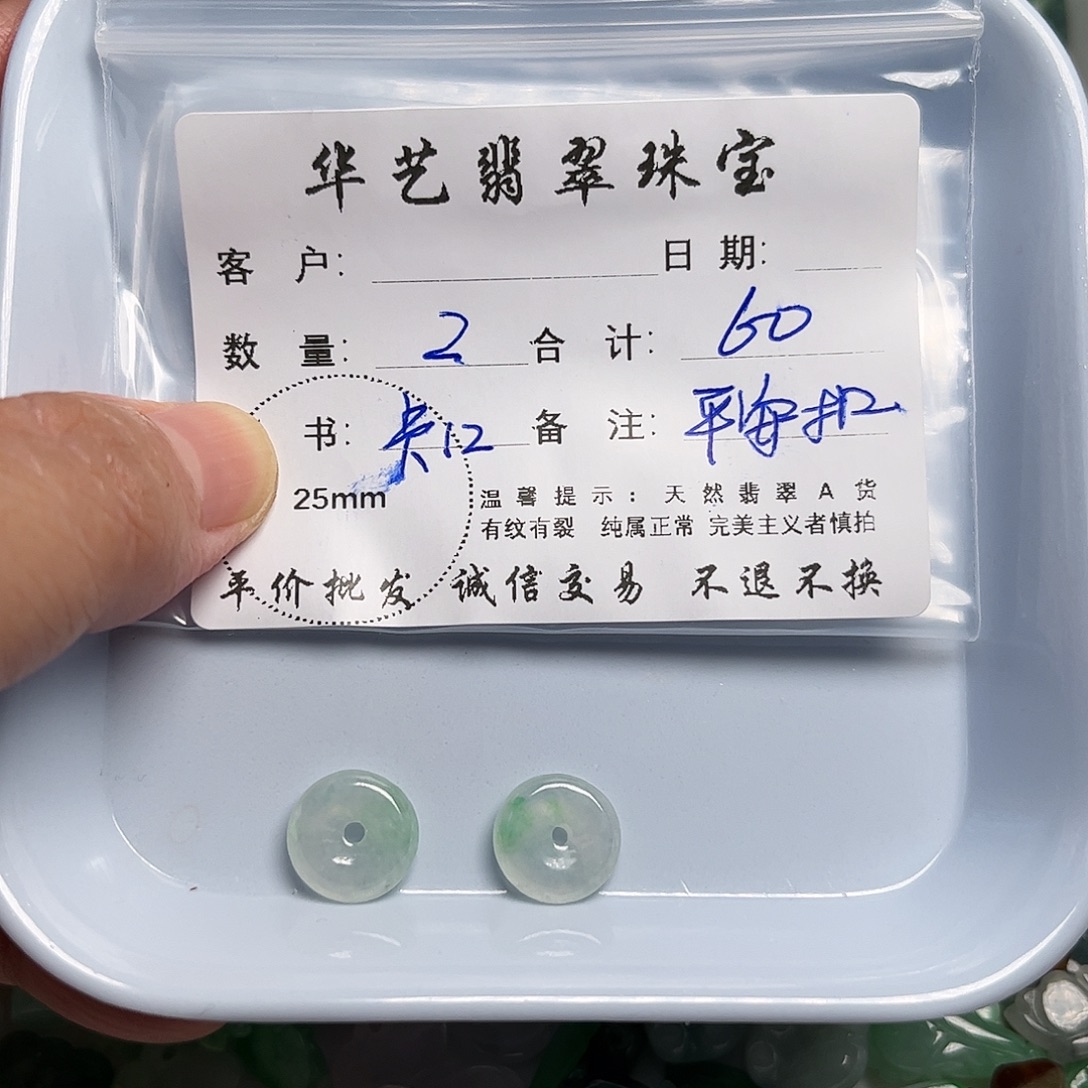 华艺翡翠珠宝
客 户: 日 期:
数 量: 2 合 计: 60
书: 卡12 备 注: 平安扣
25mm
温馨提示：天然翡翠A货
有纹有裂 纯属正常 完美主义者慎拍
平价批发 诚信交易 不退不换